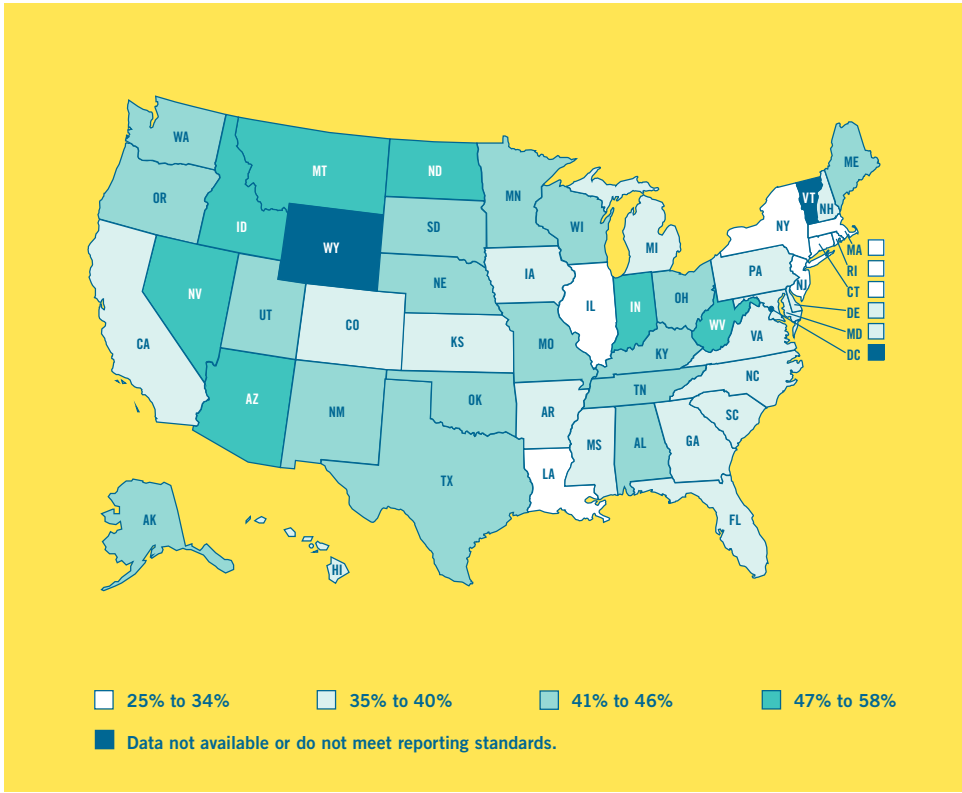 WA
MT
ND
MN
ME
OR
ID
SD
WI
VT
NH
NY
WY
MI
MA
RI
NV
UT
NE
IA
PA
NJ
CT
CO
IL
IN
OH
DE
CA
KS
MO
WV
VA
MD
DC
KY
NC
AZ
NM
OK
AR
TN
SC
MS
AL
GA
TX
LA
AK
FL
HI
25% to 34%
35% to 40%
41% to 46%
47% to 58%
Data not available or do not meet reporting standards.